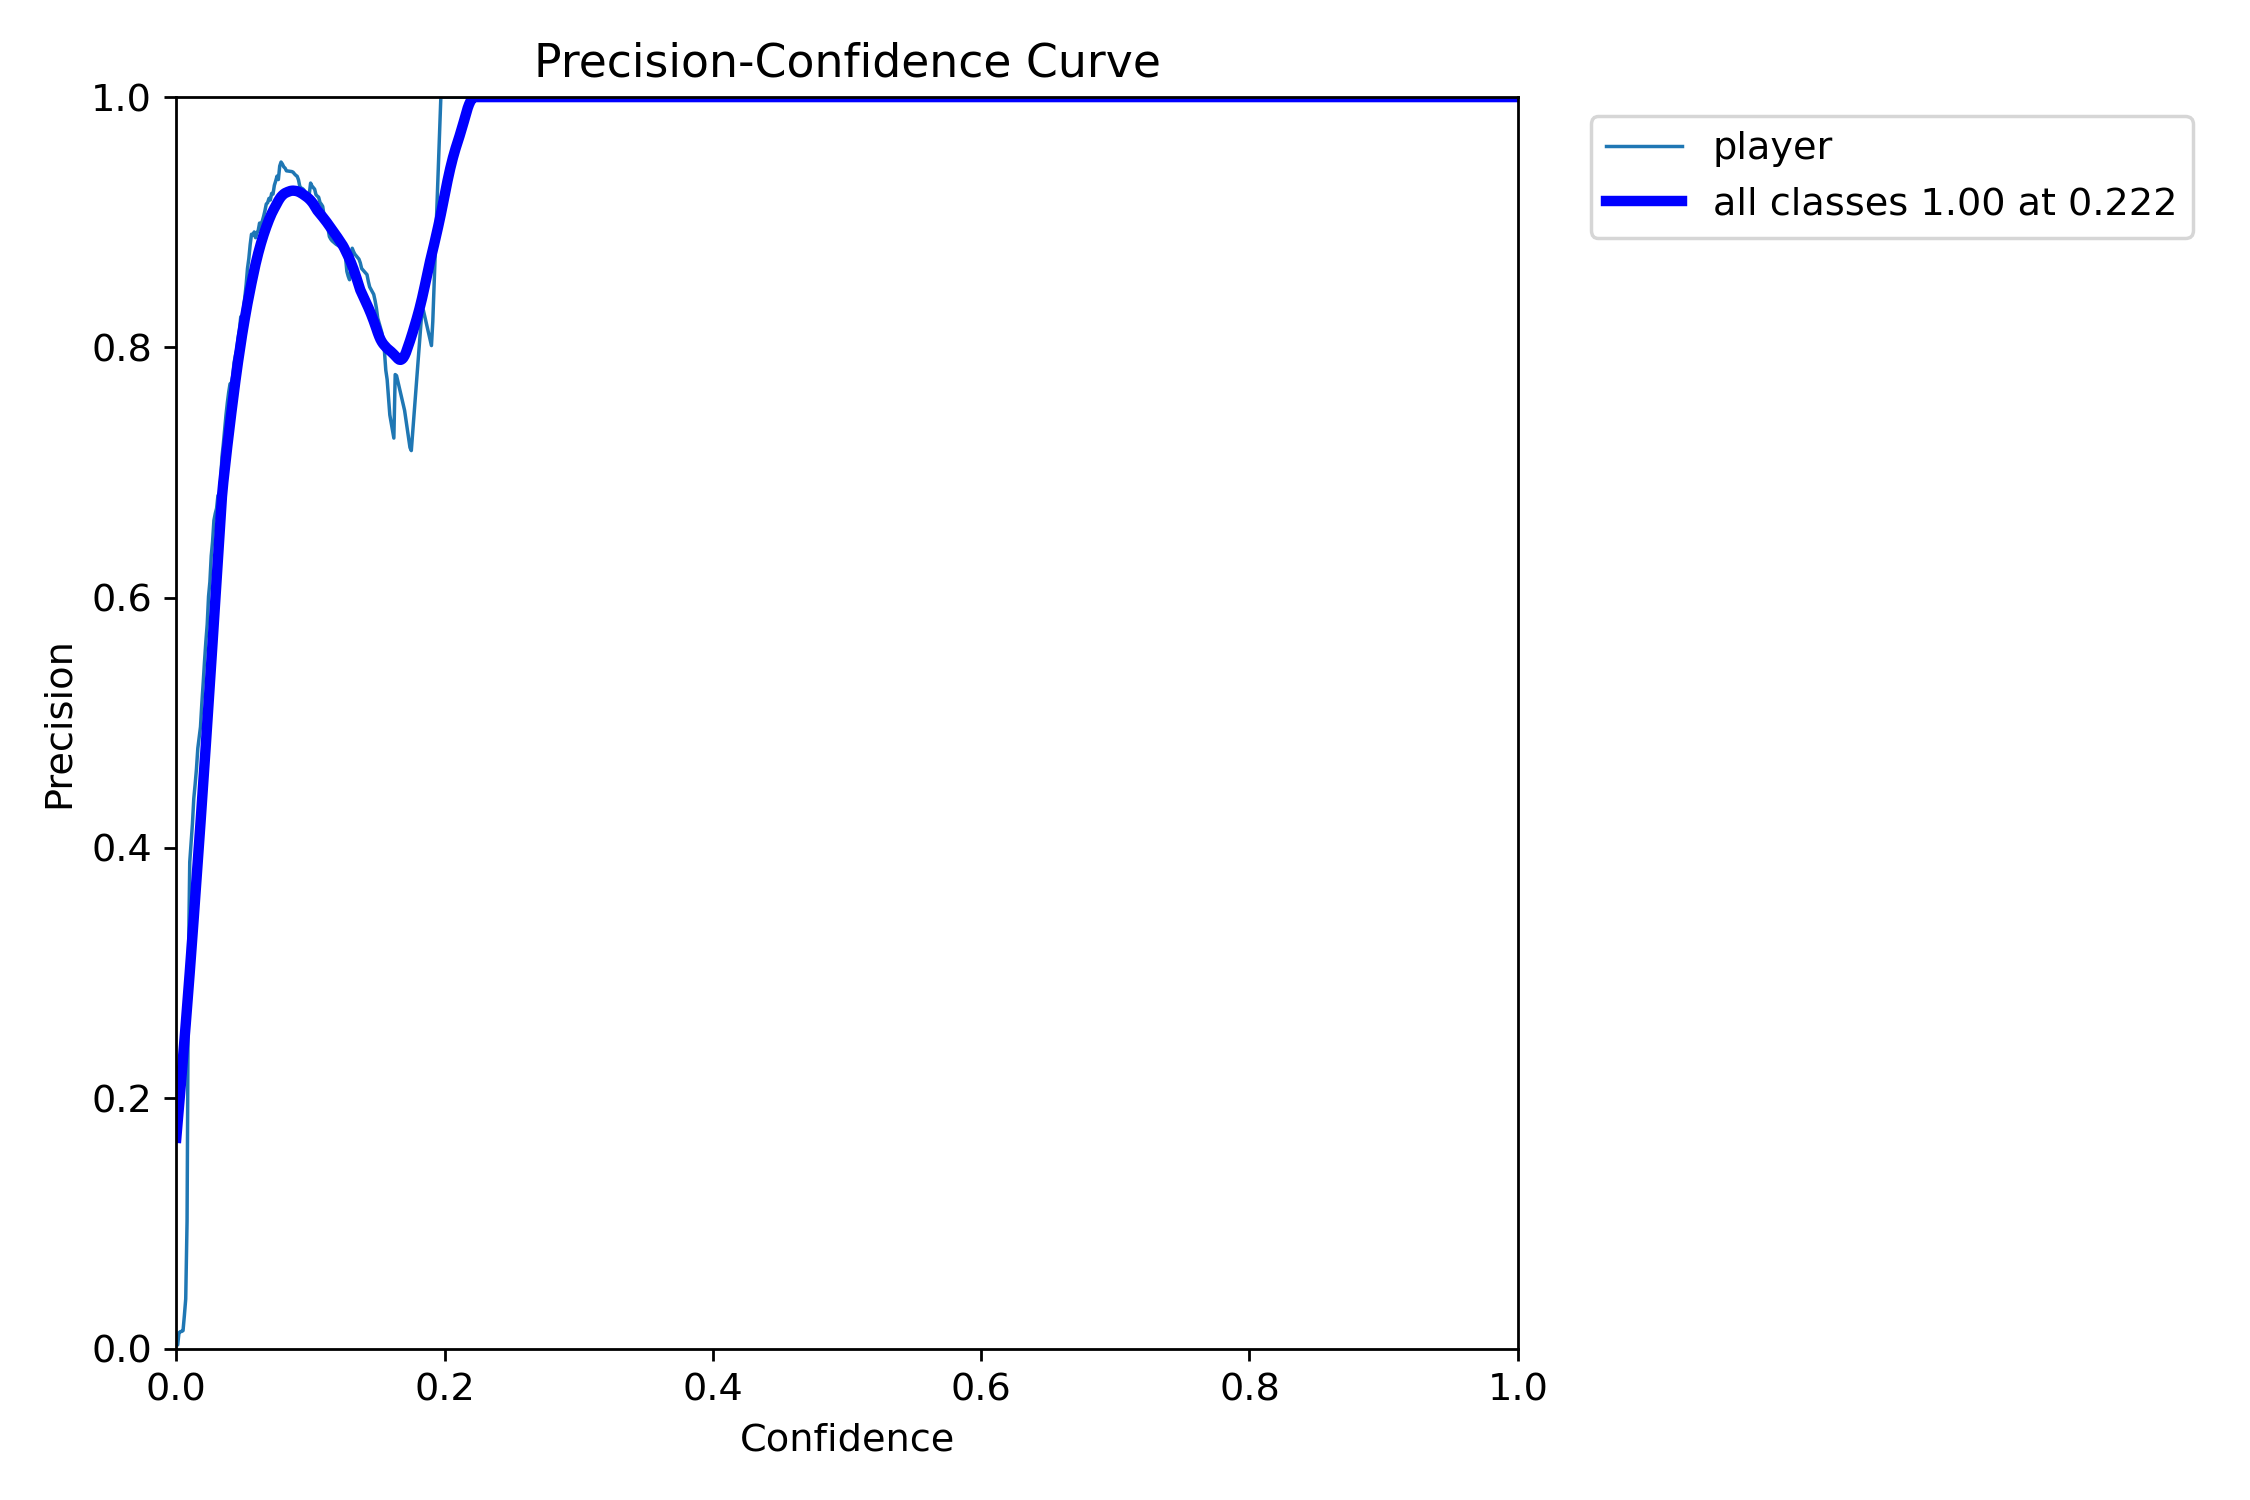 Precision-Confidence Curve
1.0
0.8
0.6
0.4
0.2
0.0
Precision
0.0 0.2 0.4 0.6 0.8 1.0
Confidence
player
all classes 1.00 at 0.222